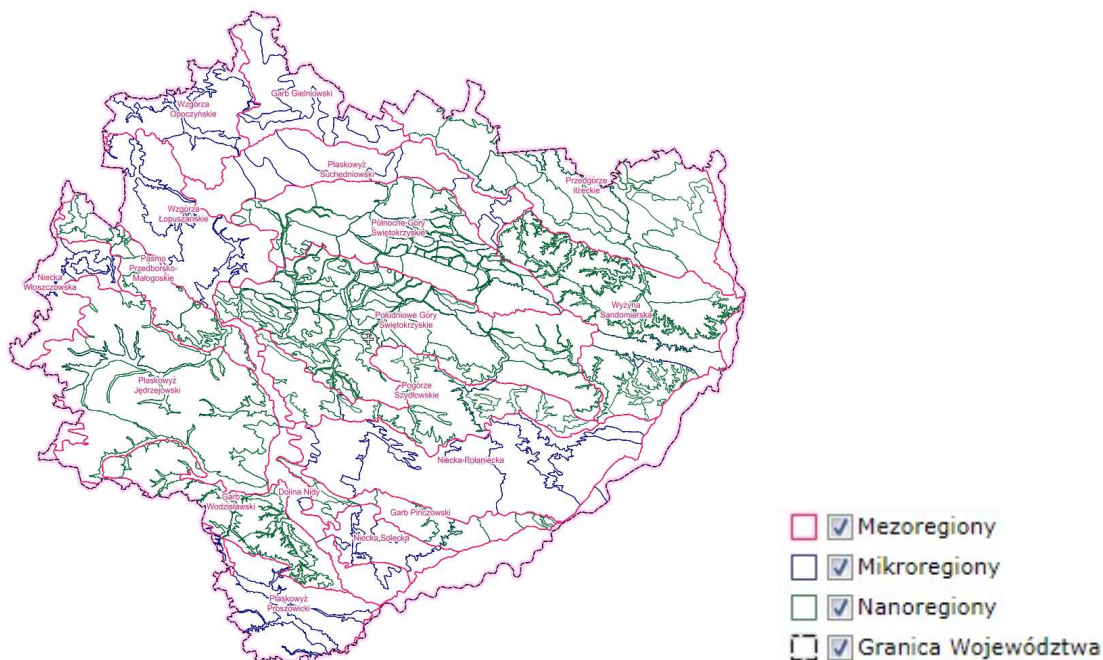 Garb Gielniowski
Wzgórza
Opoczyńskie
Płaskowyż
Suchedniowski
Przedgórze
Iłżeckie
Wzgórza
Łopuszańskie
Północne Góry
Świętokrzyskie
Pasmo
Przedborsko-
Małogoskie
Niecka
Włoszczowska
Wyżyna
Sandomierska
Południowe Góry
Świętokrzyskie
Płaskowyż
Jędrzejowski
Pogórze
Szydłowskie
Niecka Połaniecka
Garb
Wodzisławski
Dolina Nidy
Garb Pińczowski
Niecka Solecka
Płaskowyż
Proszowicki
Mezoregiony
Mikroregiony
Nanoregiony
Granica Województwa